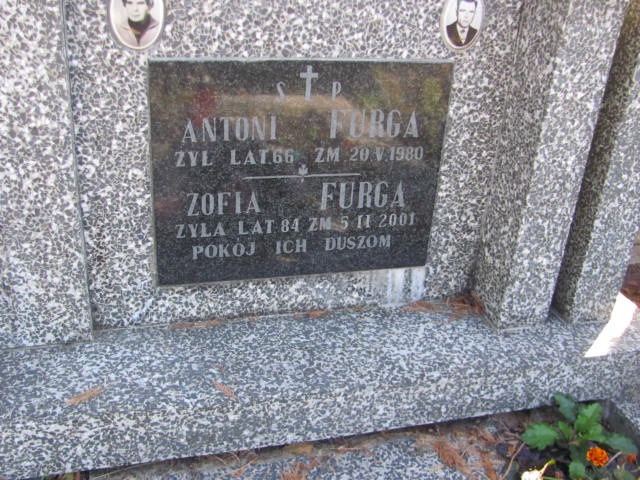 S P
ANTONI FURGA
ŻYŁ LAT 66 ZM 20 V 1980
ZOFIA FURGA
ŻYŁA LAT 84 ZM 5 II 2001
POKÓJ ICH DUSZOM